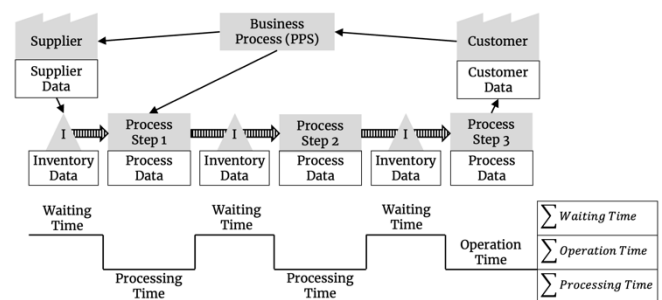 Business
Process (PPS)
Supplier
Customer
Supplier
Data
Customer
Data
I
Process
Step 1
I
Process
Step 2
I
Process
Step 3
Inventory
Data
Process
Data
Inventory
Data
Process
Data
Inventory
Data
Process
Data
Waiting
Time
Waiting
Time
Waiting
Time
Processing
Time
Processing
Time
Operation
Time
∑ Waiting Time
∑ Operation Time
∑ Processing Time